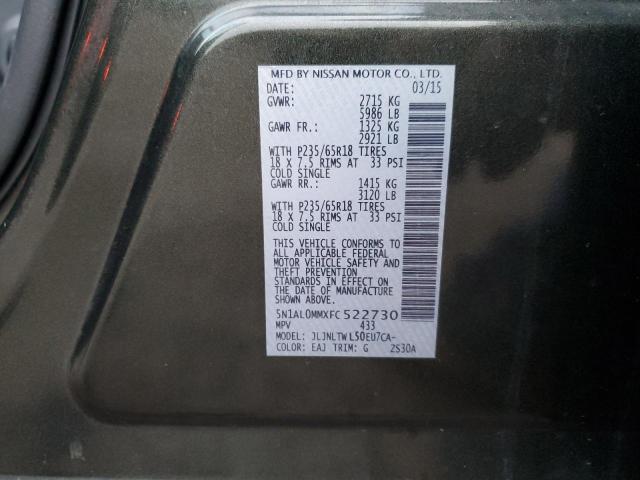 MFD BY NISSAN MOTOR CO., LTD.
DATE: 03/15
GVWR: 2715 KG
5986 LB
GAWR FR.: 1325 KG
2921 LB
WITH P235/65R18 TIRES
18 X 7.5 RIMS AT 33 PSI
COLD SINGLE
GAWR RR.: 1415 KG
3120 LB
WITH P235/65R18 TIRES
18 X 7.5 RIMS AT 33 PSI
COLD SINGLE
THIS VEHICLE CONFORMS TO
ALL APPLICABLE FEDERAL
MOTOR VEHICLE SAFETY AND
THEFT PREVENTION
STANDARDS IN EFFECT ON
THE DATE OF MANUFACTURE
SHOWN ABOVE.
5N1AL0MMXFC522730
MPV 433
MODEL: JLJNLTWL50EU7CA-
COLOR: EAJ TRIM: G 2S30A